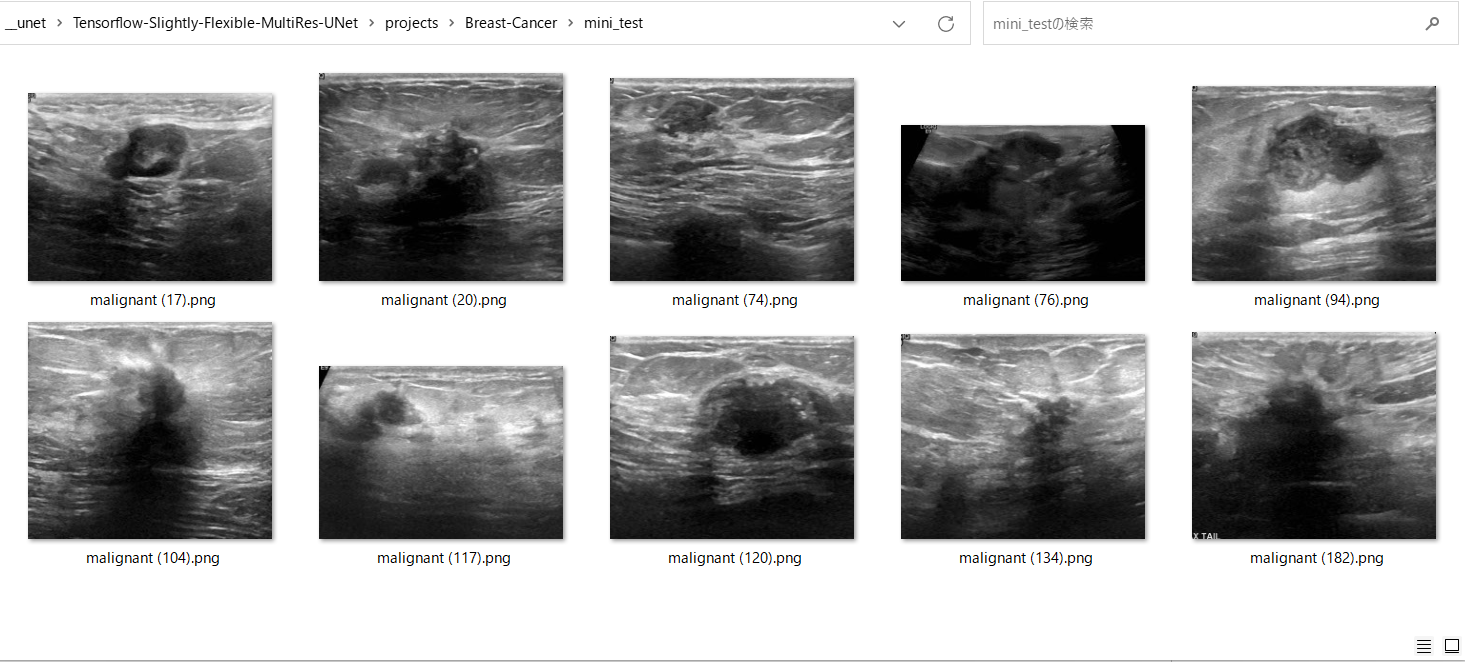 __unet > Tensorflow-Slightly-Flexible-MultiRes-UNet > projects > Breast-Cancer > mini_test
mini_testの検索
malignant (17).png
malignant (20).png
malignant (74).png
malignant (76).png
malignant (94).png
malignant (104).png
malignant (117).png
malignant (120).png
malignant (134).png
X TAIL
malignant (182).png